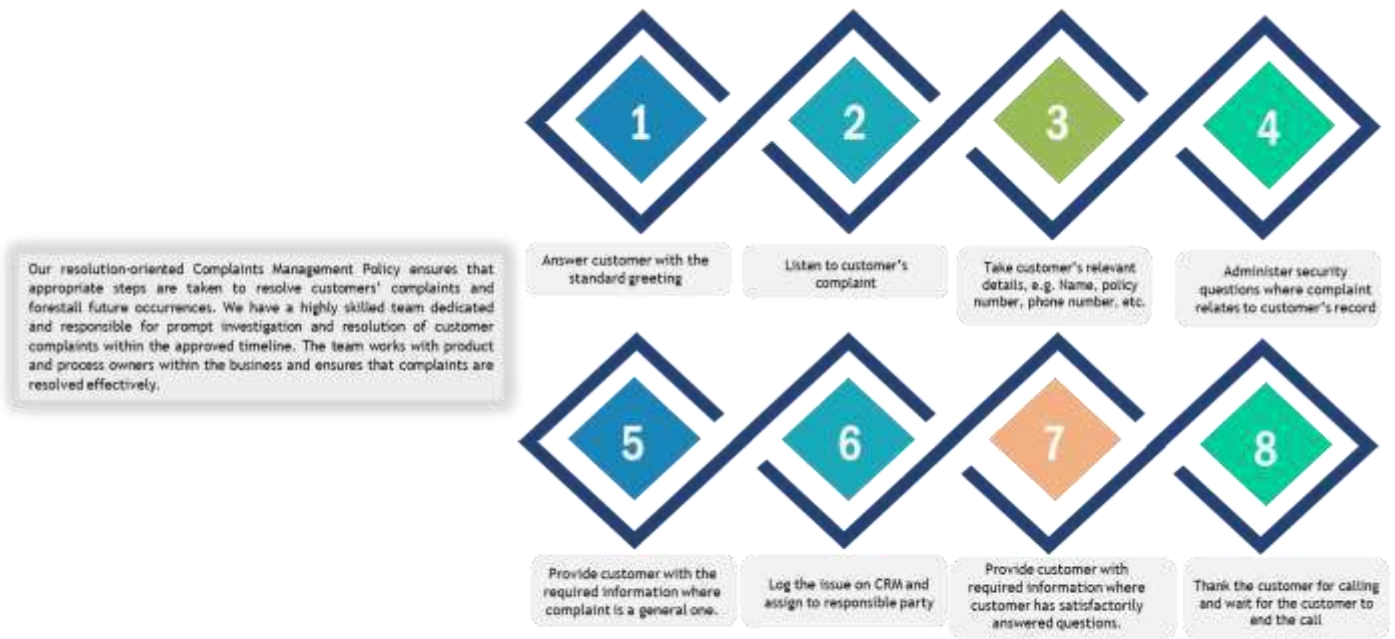 Our resolution-oriented Complaints Management Policy ensures that
appropriate steps are taken to resolve customers' complaints and
forestall future occurrences. We have a highly skilled team dedicated
and responsible for prompt investigation and resolution of customer
complaints within the approved timeline. The team works with product
and process owners within the business and ensures that complaints are
resolved effectively.
1
2
3
4
Answer customer with the
standard greeting
Listen to customer's
complaint
Take customer's relevant
details, e.g. Name, policy
number, phone number, etc.
Administer security
questions where complaint
relates to customer's record
5
6
7
8
Provide customer with the
required information where
complaint is a general one.
Log the issue on CRM and
assign to responsible party
Provide customer with
required information where
customer has satisfactorily
answered questions.
Thank the customer for calling
and wait for the customer to
end the call